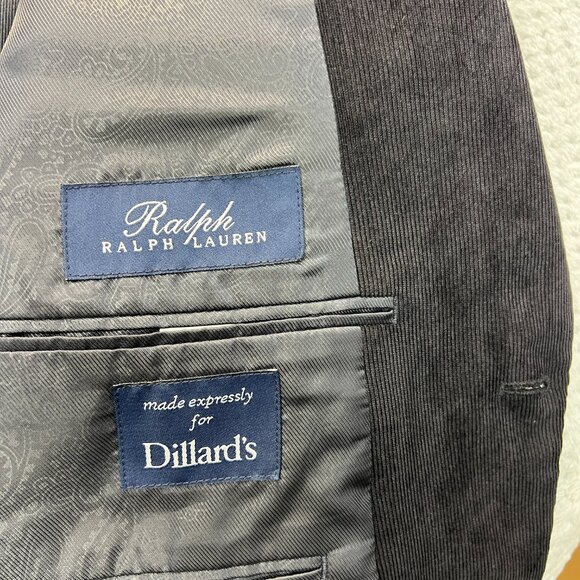 Ralph
RALPH LAUREN
made expressly
for
Dillard's